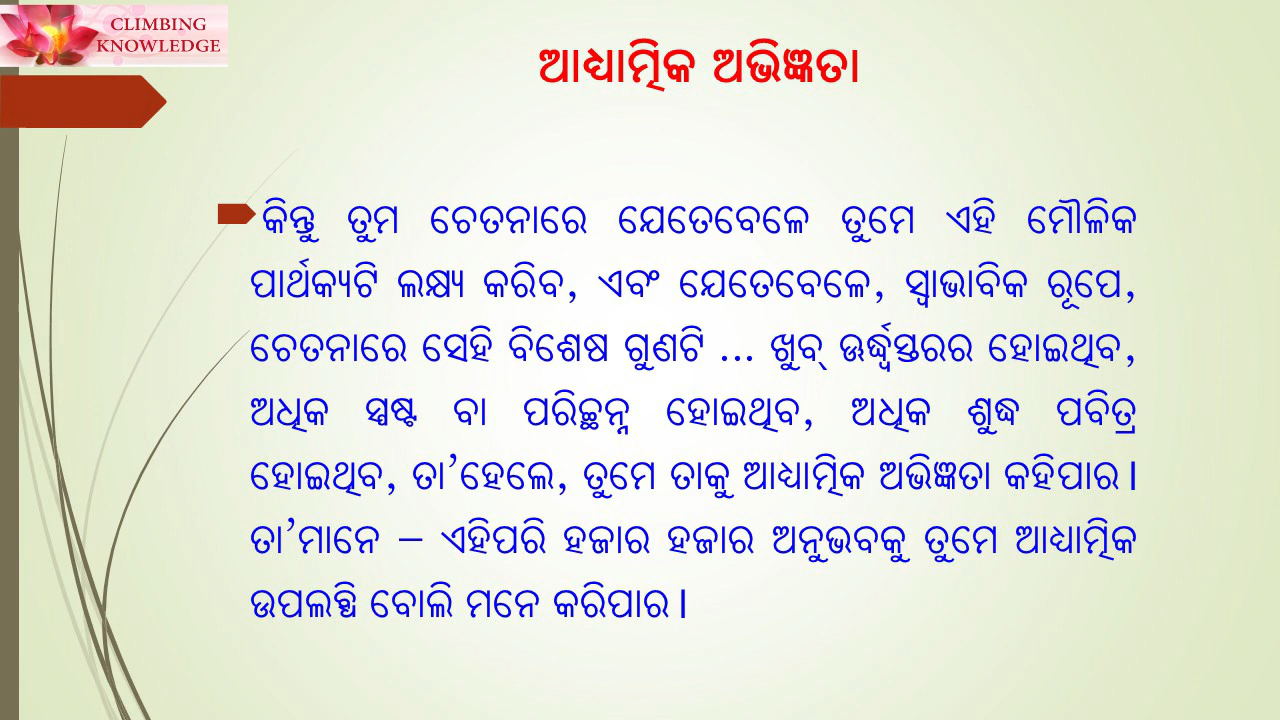 CLIMBING
KNOWLEDGE
ଆଧ୍ୟାତ୍ମିକ ଅଭିଜ୍ଞତା
କିନ୍ତୁ ତୁମ ଚେତନାରେ ଯେତେବେଳେ ତୁମେ ଏହି ମୌଳିକ
ପାର୍ଥକ୍ୟଟି ଲକ୍ଷ୍ୟ କରିବ, ଏବଂ ଯେତେବେଳେ, ସ୍ୱାଭାବିକ ରୂପେ,
ଚେତନାରେ ସେହି ବିଶେଷ ଗୁଣଟି ... ଖୁବ୍ ଊର୍ଦ୍ଧ୍ୱସ୍ତରର ହୋଇଥିବ,
ଅଧିକ ସ୍ପଷ୍ଟ ବା ପରିଚ୍ଛନ୍ନ ହୋଇଥିବ, ଅଧିକ ଶୁଦ୍ଧ ପବିତ୍ର
ହୋଇଥିବ, ତା’ହେଲେ, ତୁମେ ତାକୁ ଆଧ୍ୟାତ୍ମିକ ଅଭିଜ୍ଞତା କହିପାର।
ତା’ମାନେ – ଏହିପରି ହଜାର ହଜାର ଅନୁଭବକୁ ତୁମେ ଆଧ୍ୟାତ୍ମିକ
ଉପଲବ୍ଧି ବୋଲି ମନେ କରିପାର।